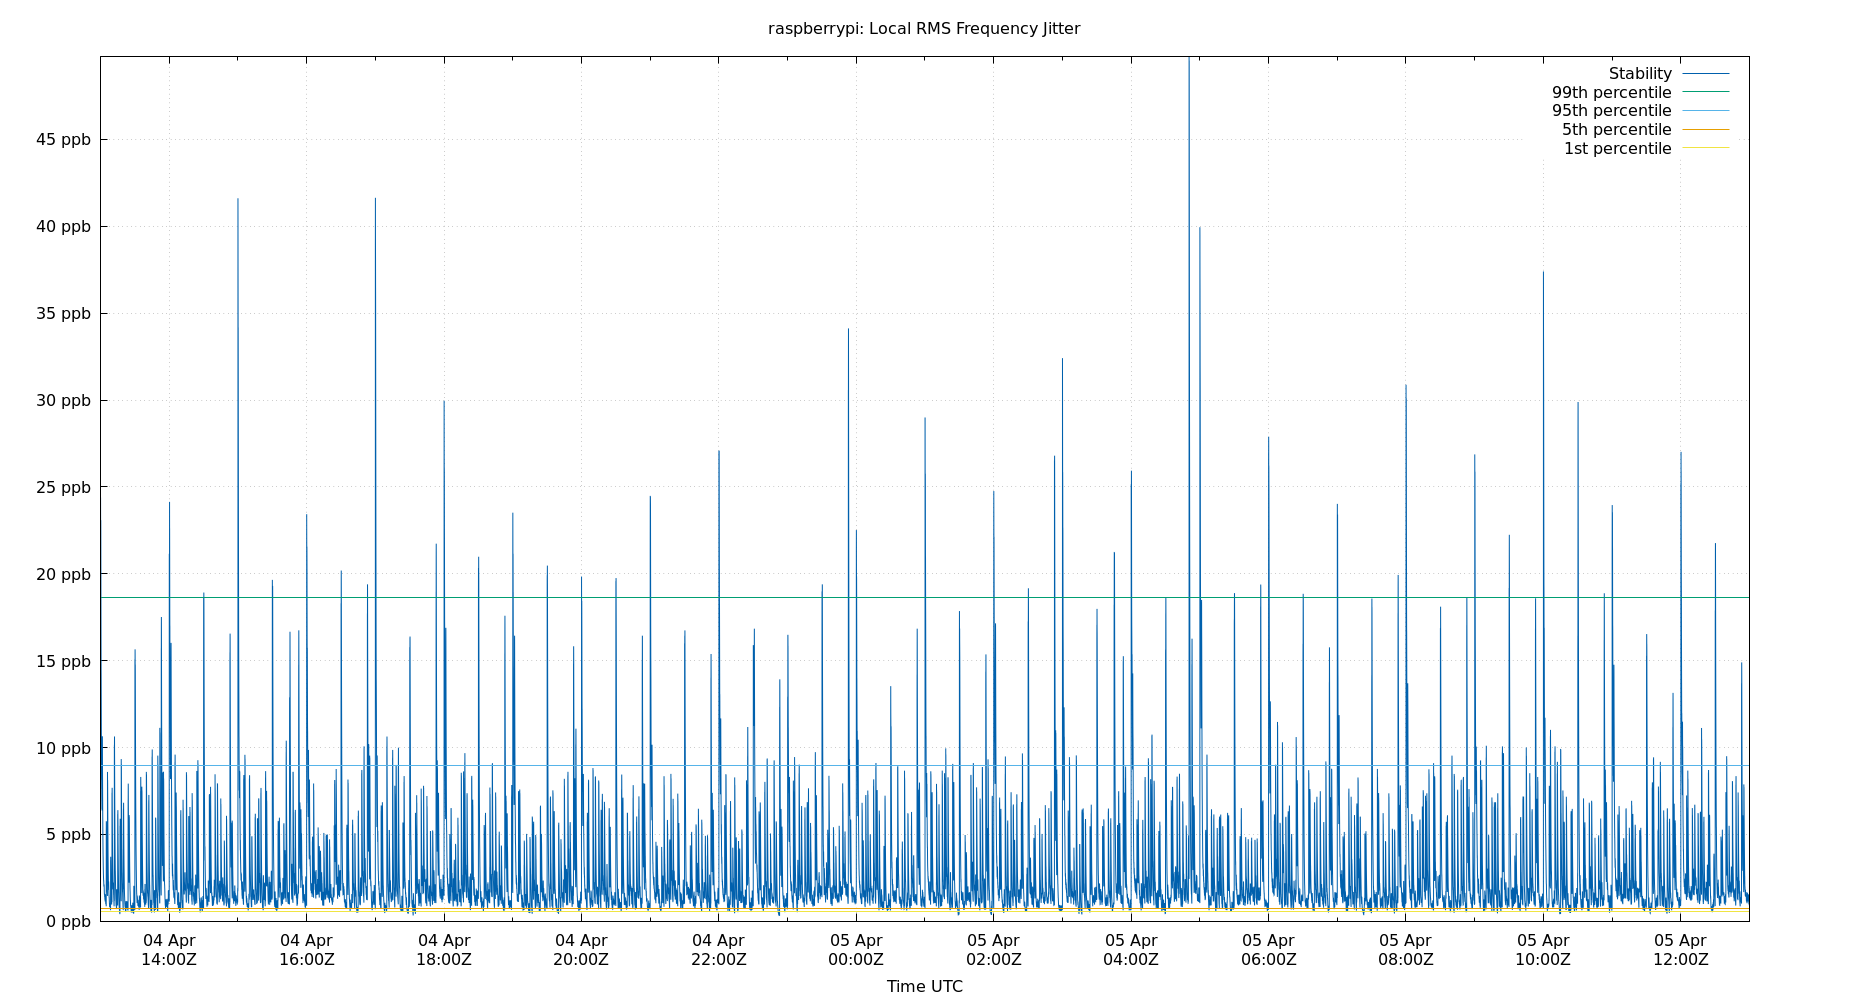 raspberrypi: Local RMS Frequency Jitter
Stability
99th percentile
95th percentile
5th percentile
1st percentile
45 ppb
40 ppb
35 ppb
30 ppb
25 ppb
20 ppb
15 ppb
10 ppb
5 ppb
0 ppb
04 Apr 04 Apr 04 Apr 04 Apr 04 Apr 05 Apr 05 Apr 05 Apr 05 Apr 05 Apr 05 Apr 05 Apr
14:00Z 16:00Z 18:00Z 20:00Z 22:00Z 00:00Z 02:00Z 04:00Z 06:00Z 08:00Z 10:00Z 12:00Z
Time UTC